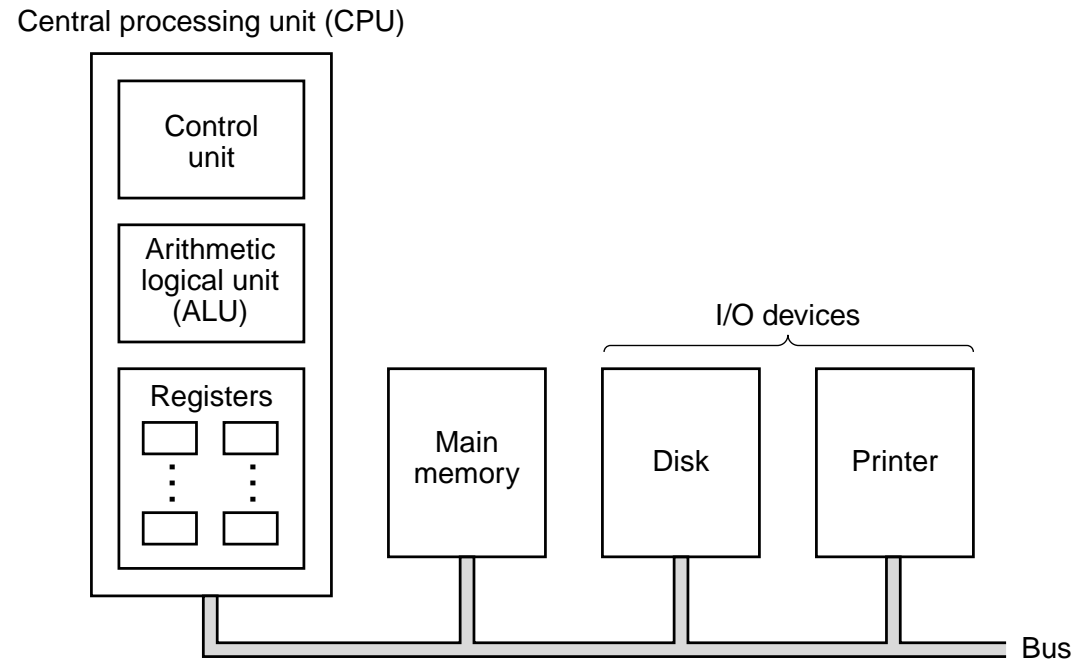 Central processing unit (CPU)
Control
unit
Arithmetic
logical unit
(ALU)
Registers
Main
memory
I/O devices
Disk
Printer
Bus